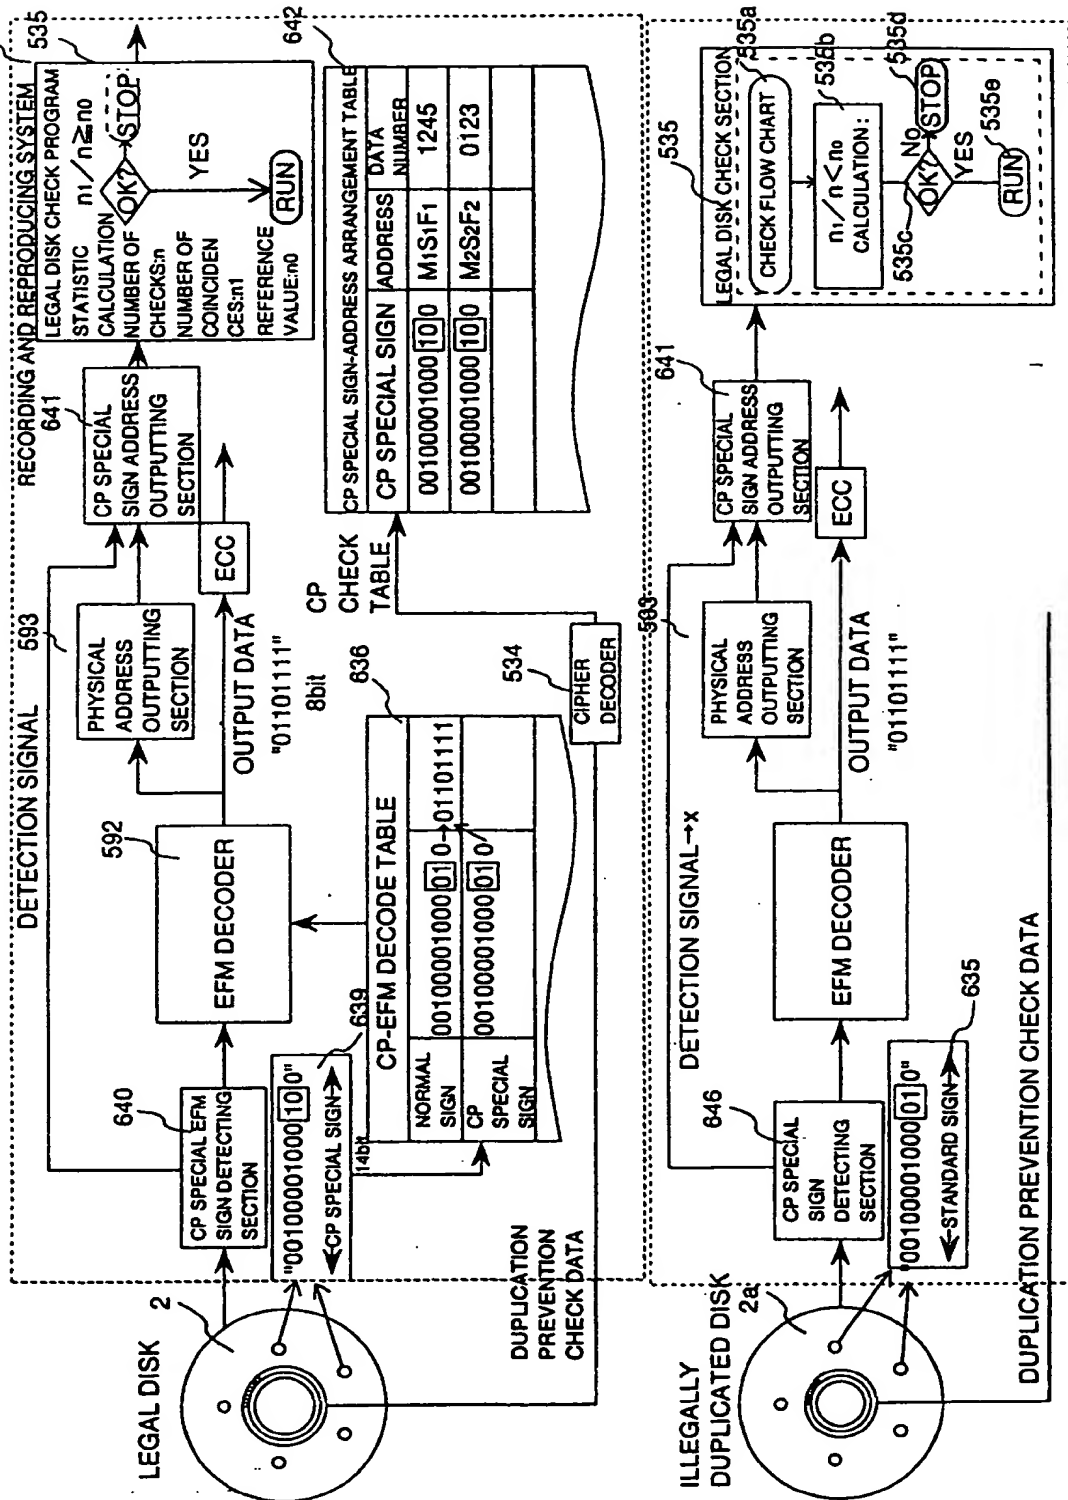 RECORDING AND REPRODUCING SYSTEM
535
LEGAL DISK CHECK PROGRAM
STATISTIC
CALCULATION
NUMBER OF
CHECKS:n
NUMBER OF
COINCIDEN
CES:n1
REFERENCE
VALUE:n0
n1/n≧n0
OK?
STOP
YES
RUN
DETECTION SIGNAL
593
641
CP SPECIAL
SIGN ADDRESS
OUTPUTTING
SECTION
PHYSICAL
ADDRESS
OUTPUTTING
SECTION
ECC
OUTPUT DATA
"01101111"
8bit
592
EFM DECODER
640
CP SPECIAL EFM
SIGN DETECTING
SECTION
LEGAL DISK
2
"00100001000100"
CP SPECIAL SIGN
14bit
639
CP-EFM DECODE TABLE
636
NORMAL
SIGN
00100001000010→01101111
CP
SPECIAL
SIGN
00100001000010
DUPLICATION
PREVENTION
CHECK DATA
534
CIPHER
DECODER
CP
CHECK
TABLE
642
CP SPECIAL SIGN-ADDRESS ARRANGEMENT TABLE
CP SPECIAL SIGN ADDRESS DATA
NUMBER
00100001000100 M1S1F1 1245
00100001000100 M2S2F2 0123
ILLEGALLY
DUPLICATED DISK
2a
646
CP SPECIAL
SIGN
DETECTING
SECTION
"00100001000010"
STANDARD SIGN
635
EFM DECODER
DETECTION SIGNAL→x
593
PHYSICAL
ADDRESS
OUTPUTTING
SECTION
OUTPUT DATA
"01101111"
ECC
641
CP SPECIAL
SIGN ADDRESS
OUTPUTTING
SECTION
535
LEGAL DISK CHECK SECTION
535a
CHECK FLOW CHART
535b
n1/n<n0
CALCULATION:
535c
OK?
No
STOP
535d
YES
RUN
535e
DUPLICATION PREVENTION CHECK DATA